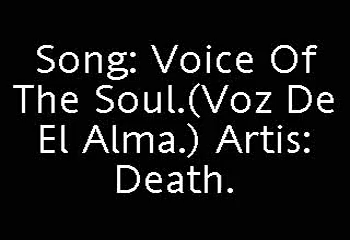 Song: Voice Of
The Soul.(Voz De
El Alma.) Artis:
Death.